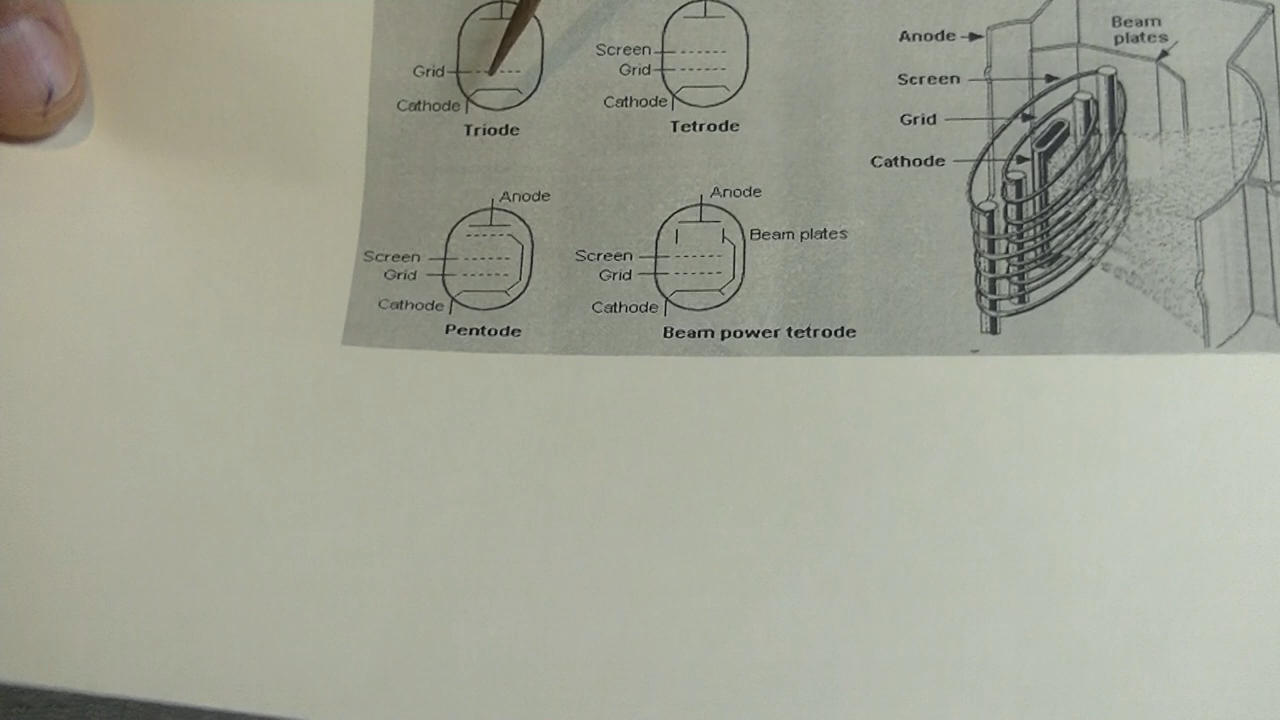 Grid
Cathode
Triode
Screen
Grid
Cathode
Tetrode
Anode
Screen
Grid
Cathode
Pentode
Anode
Beam plates
Screen
Grid
Cathode
Beam power tetrode
Beam
plates
Anode
Screen
Grid
Cathode